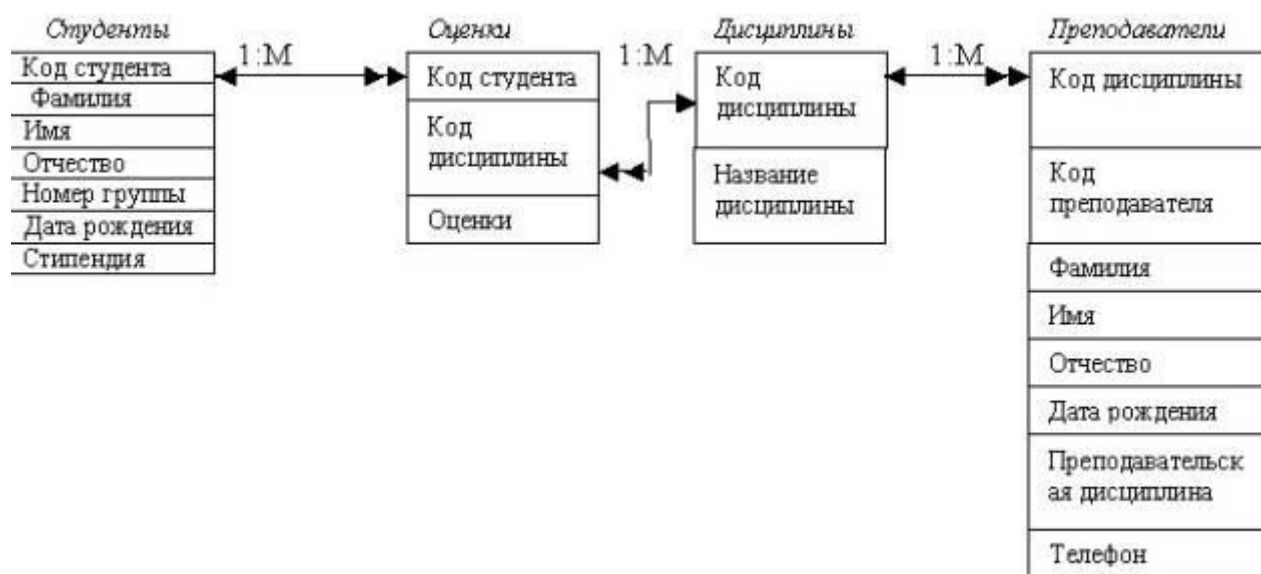 Студенты
Код студента
Фамилия
Имя
Отчество
Номер группы
Дата рождения
Стипендия
1:М
Оценки
Код студента
Код
дисциплины
Оценки
1:М
Дисциплины
Код
дисциплины
Название
дисциплины
1:М
Преподаватели
Код дисциплины
Код
преподавателя
Фамилия
Имя
Отчество
Дата рождения
Преподавательск
ая дисциплина
Телефон